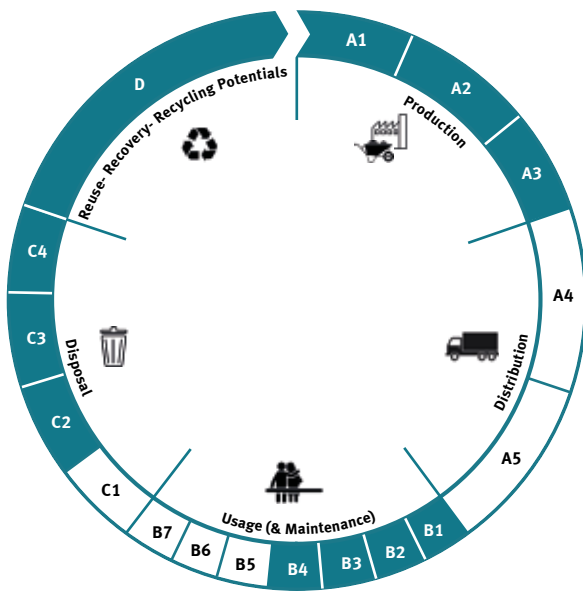 A1
A2
A3
Production
A4
A5
Distribution
B1
B2
B3
B4
B5
B6
B7
Usage (& Maintenance)
C1
C2
C3
C4
Disposal
D
Reuse- Recovery- Recycling Potentials